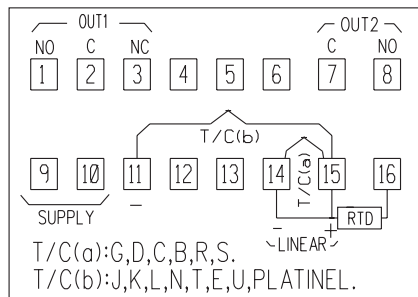 OUT1 OUT2
NO C NC C NO
1 2 3 4 5 6 7 8
T/C(b)
T/C(a)
9 10 11 12 13 14 15 16
- - + RTD
SUPPLY LINEAR
T/C(a):G,D,C,B,R,S.
T/C(b):J,K,L,N,T,E,U,PLATINEL.